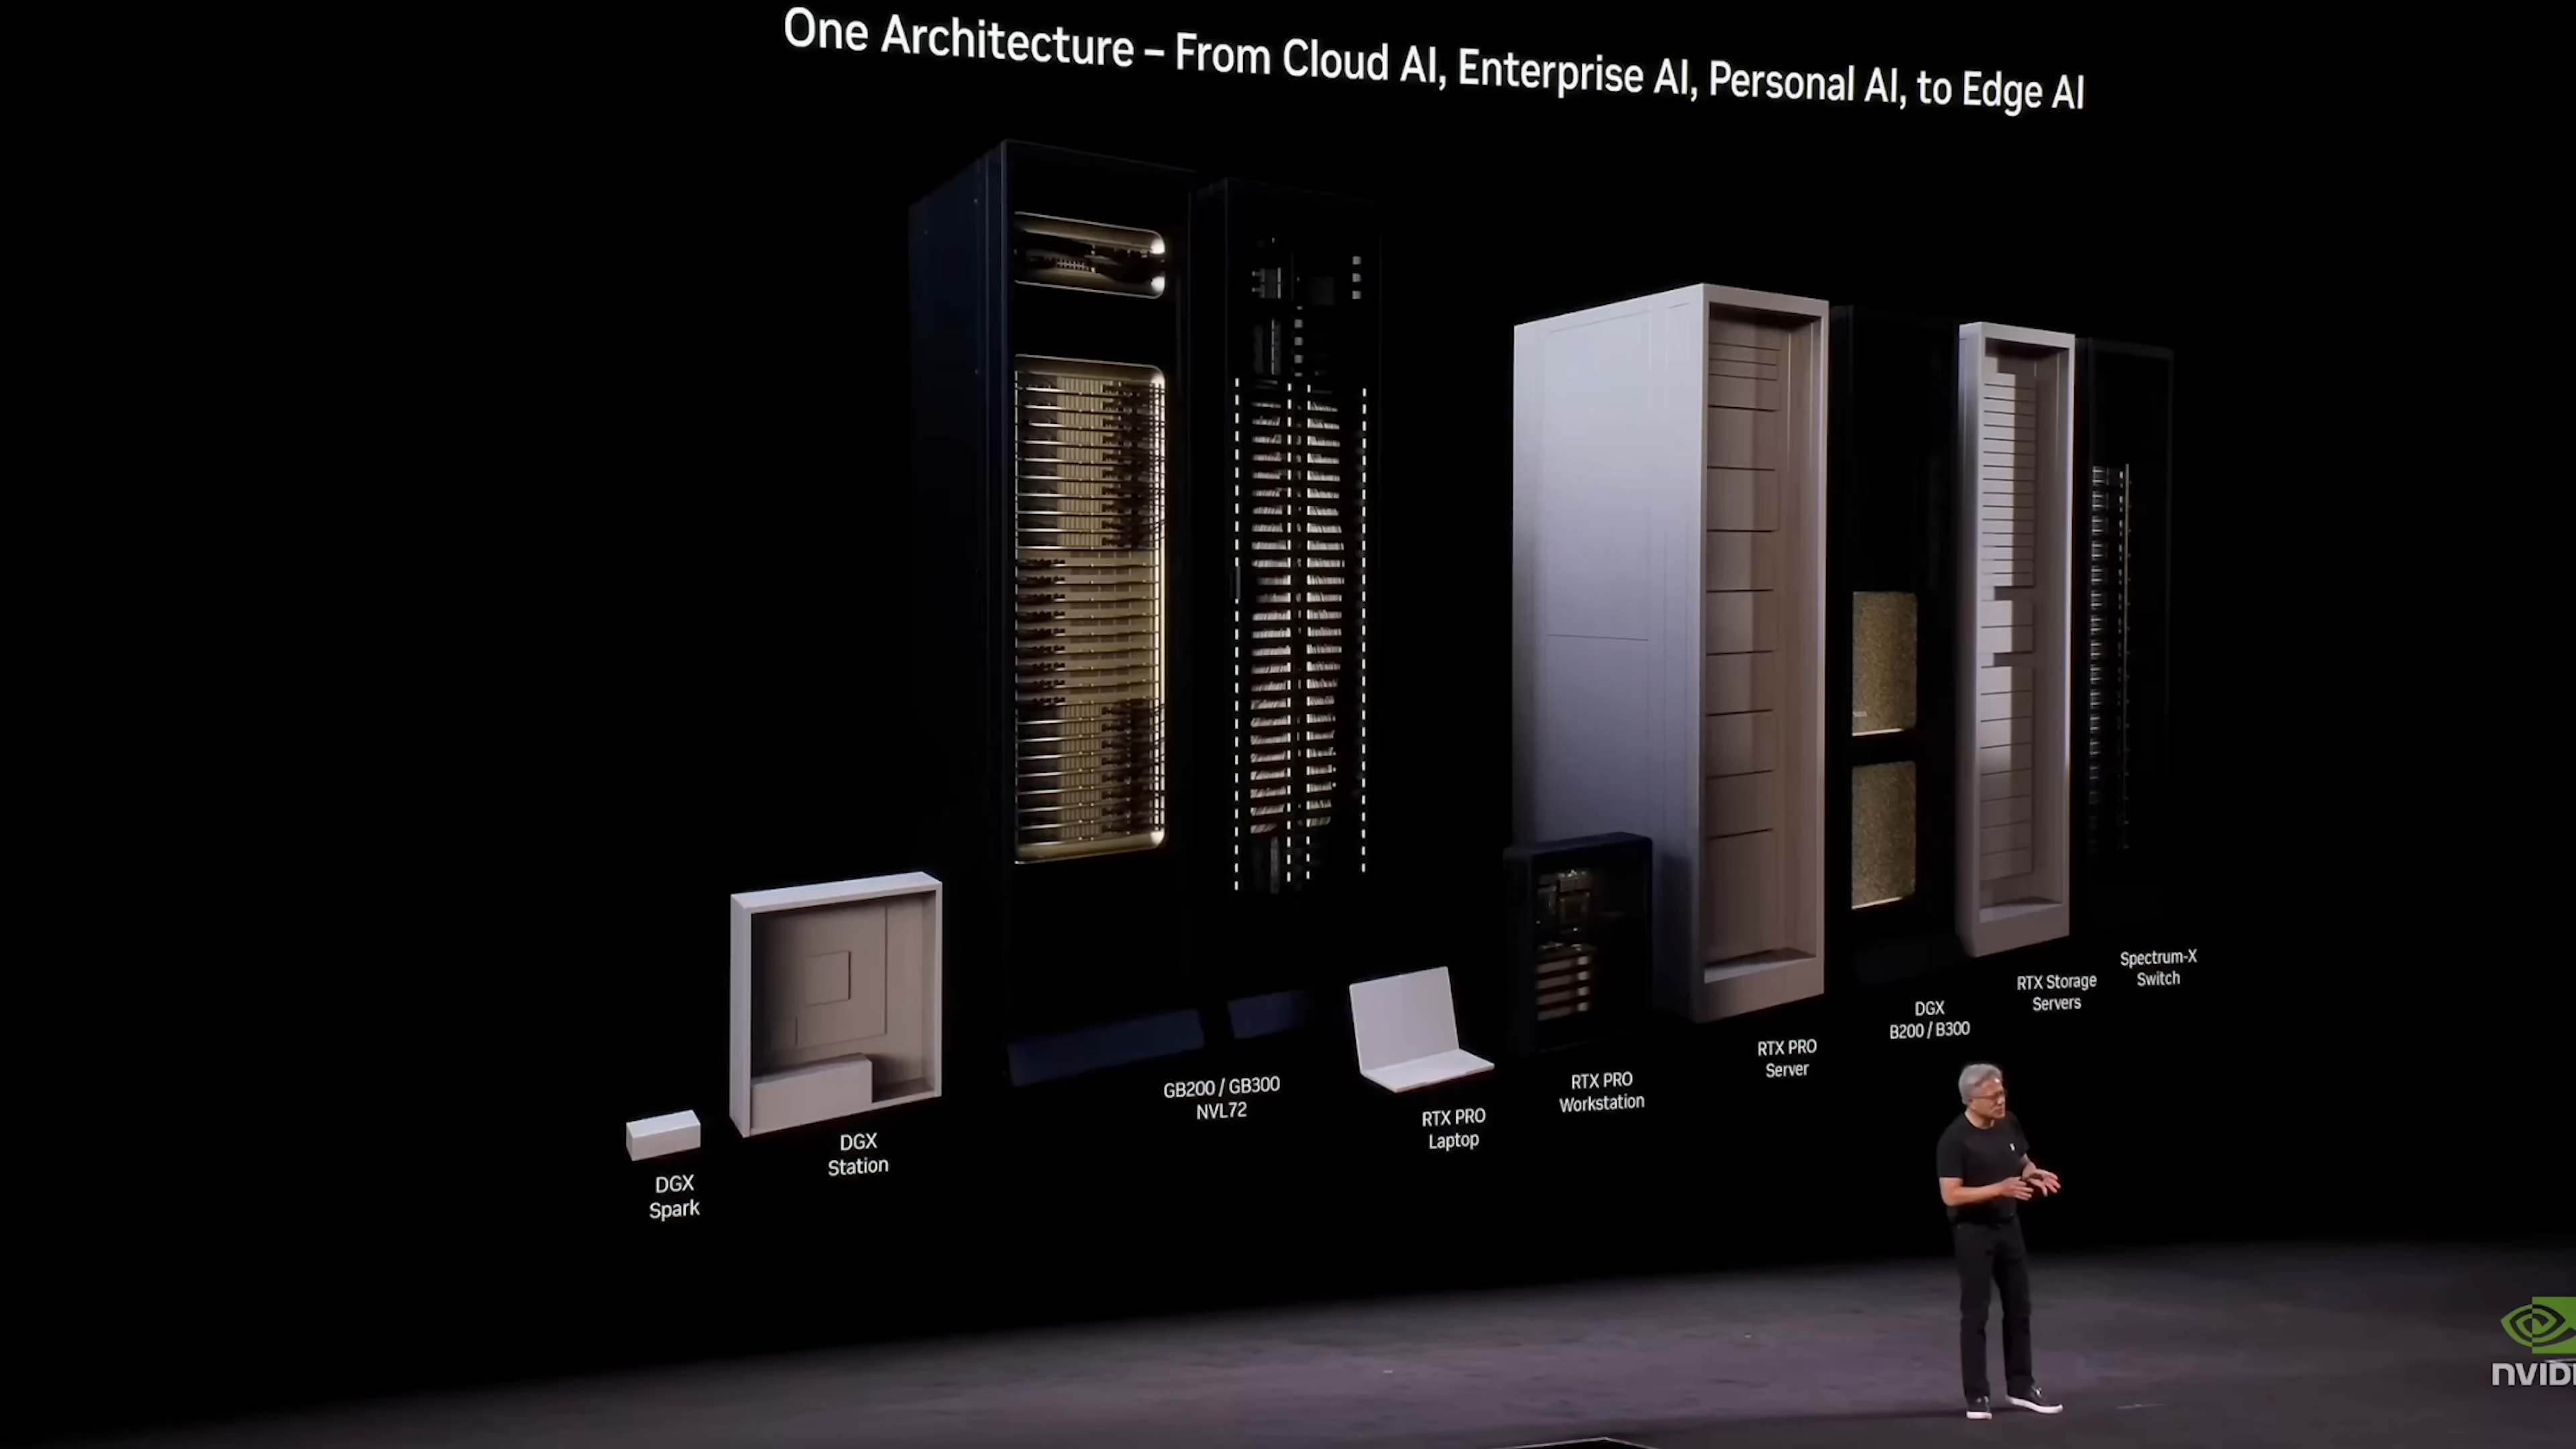 One Architecture – From Cloud AI, Enterprise AI, Personal AI, to Edge AI
DGX
Spark
DGX
Station
GB200 / GB300
NVL72
RTX PRO
Laptop
RTX PRO
Workstation
RTX PRO
Server
DGX
B200 / B300
RTX Storage
Servers
Spectrum-X
Switch
NVIDI